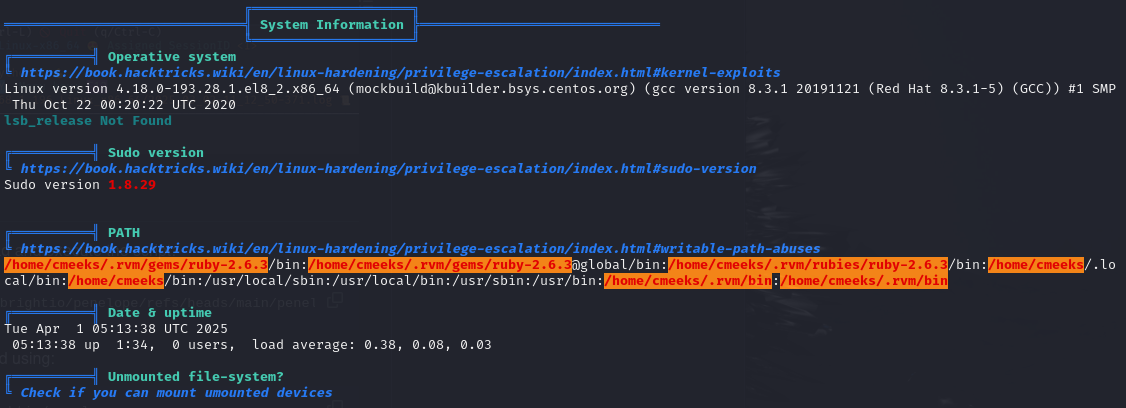 System Information
Operative system
https://book.hacktricks.wiki/en/linux-hardening/privilege-escalation/index.html#kernel-exploits
Linux version 4.18.0-193.28.1.el8_2.x86_64 (mockbuild@kbuilder.bsys.centos.org) (gcc version 8.3.1 20191121 (Red Hat 8.3.1-5) (GCC)) #1 SMP
Thu Oct 22 00:20:22 UTC 2020
lsb_release Not Found
Sudo version
https://book.hacktricks.wiki/en/linux-hardening/privilege-escalation/index.html#sudo-version
Sudo version 1.8.29
PATH
https://book.hacktricks.wiki/en/linux-hardening/privilege-escalation/index.html#writable-path-abuses
/home/cmeeks/.rvm/gems/ruby-2.6.3/bin:/home/cmeeks/.rvm/gems/ruby-2.6.3@global/bin:/home/cmeeks/.rvm/rubies/ruby-2.6.3/bin:/home/cmeeks/.lo
cal/bin:/home/cmeeks/bin:/usr/local/sbin:/usr/local/bin:/usr/sbin:/usr/bin:/home/cmeeks/.rvm/bin:/home/cmeeks/.rvm/bin
Date & uptime
Tue Apr  1 05:13:38 UTC 2025
05:13:38 up  1:34,  0 users,  load average: 0.38, 0.08, 0.03
Unmounted file-system?
Check if you can mount umounted devices